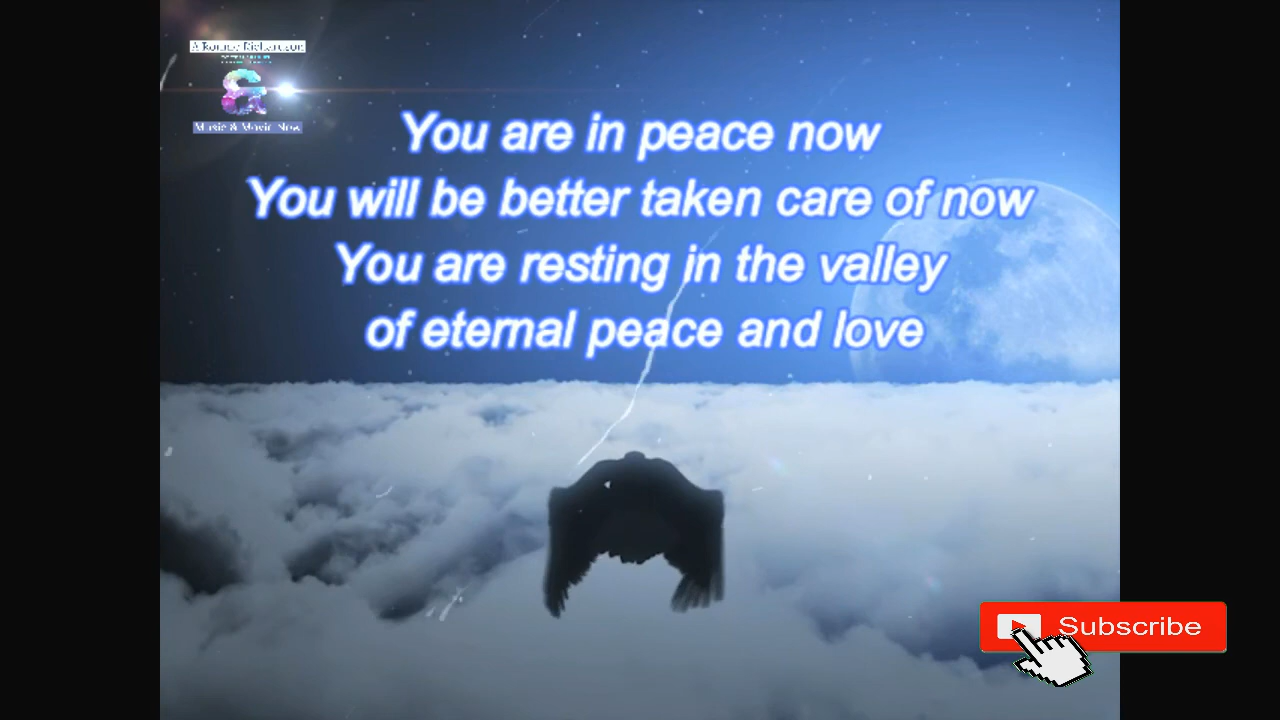 You are in peace now
You will be better taken care of now
You are resting in the valley
of eternal peace and love
Subscribe